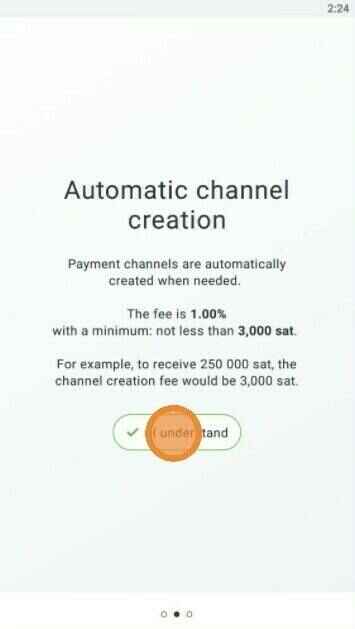 2:24
Automatic channel
creation
Payment channels are automatically
created when needed.
The fee is 1.00%
with a minimum: not less than 3,000 sat.
For example, to receive 250 000 sat, the
channel creation fee would be 3,000 sat.
I understand